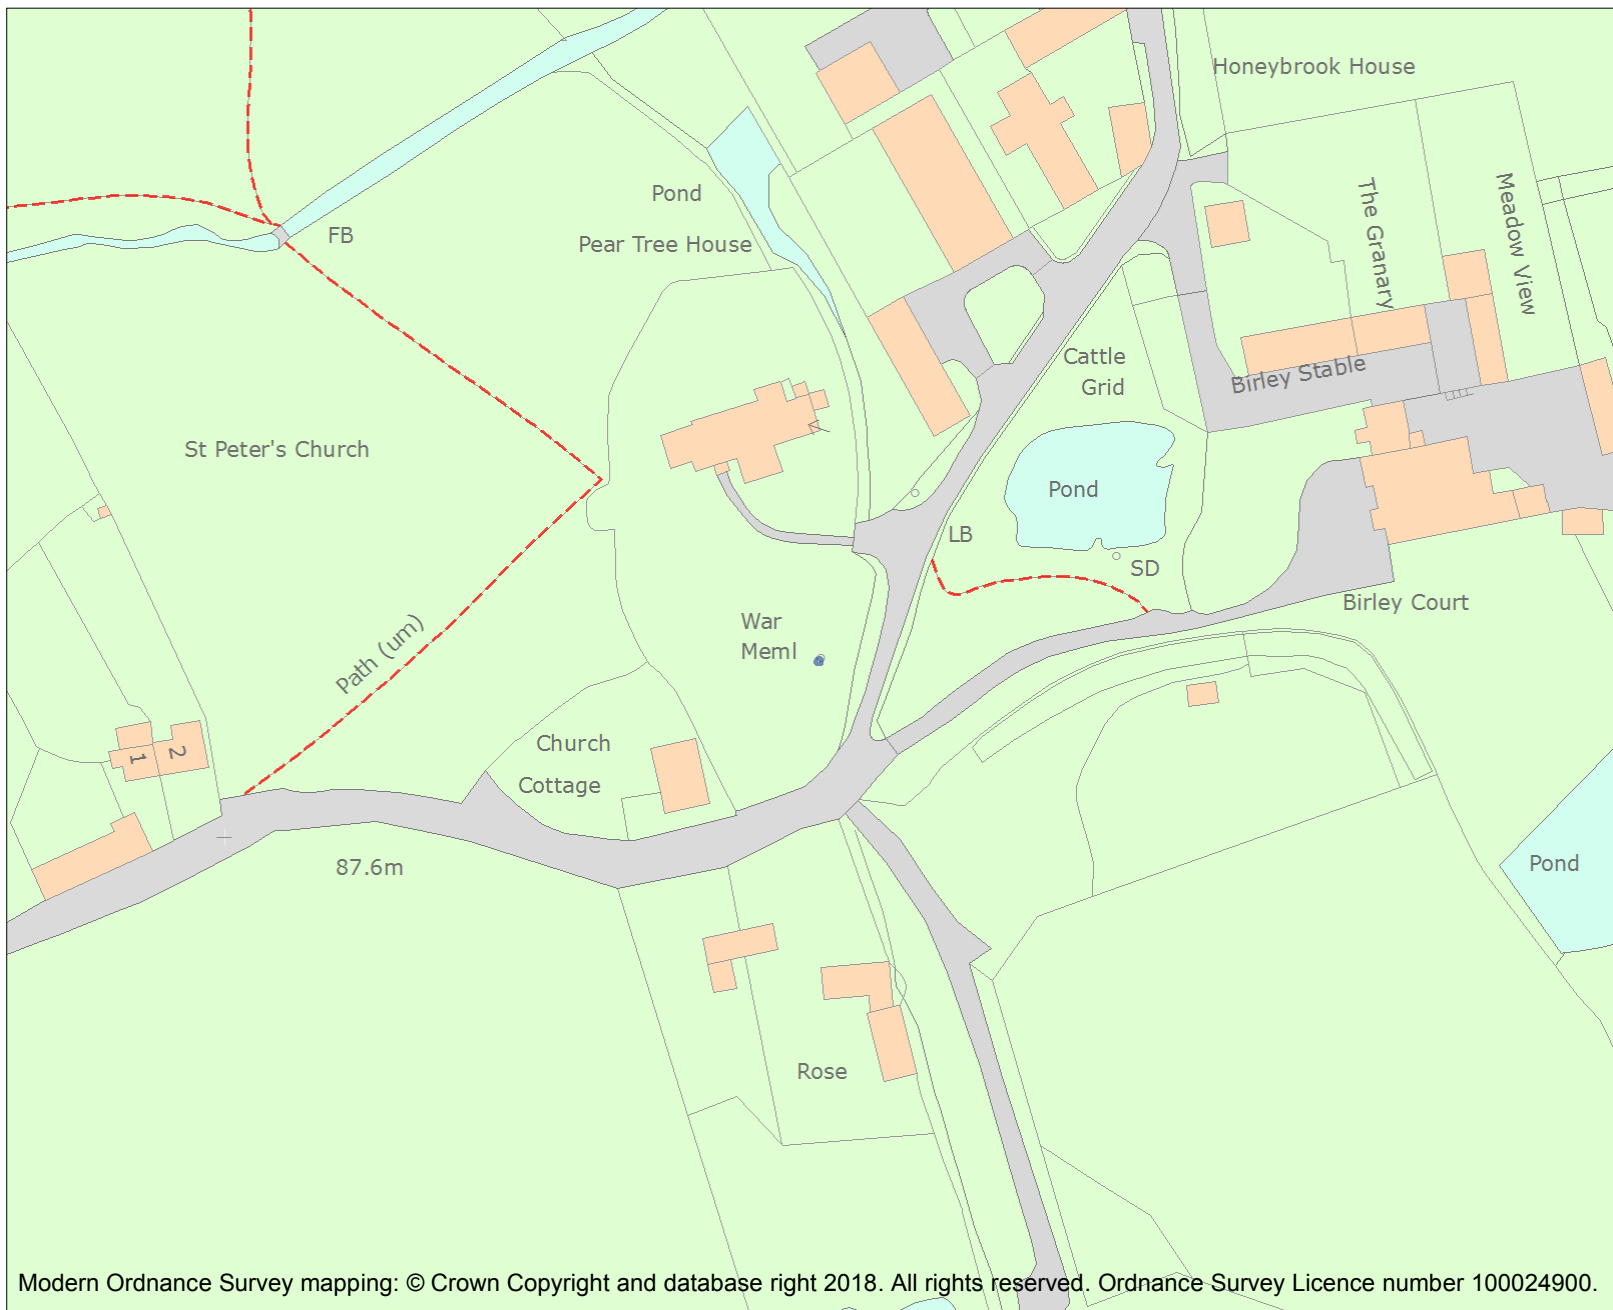 Honeybrook House
Pond
The Granary
Meadow View
FB
Pear Tree House
Cattle
Grid
Birley Stable
St Peter's Church
Pond
LB
SD
Birley Court
War
Meml
Path (um)
Church
Cottage
1
2
87.6m
Pond
Rose
Modern Ordnance Survey mapping: © Crown Copyright and database right 2018. All rights reserved. Ordnance Survey Licence number 100024900.